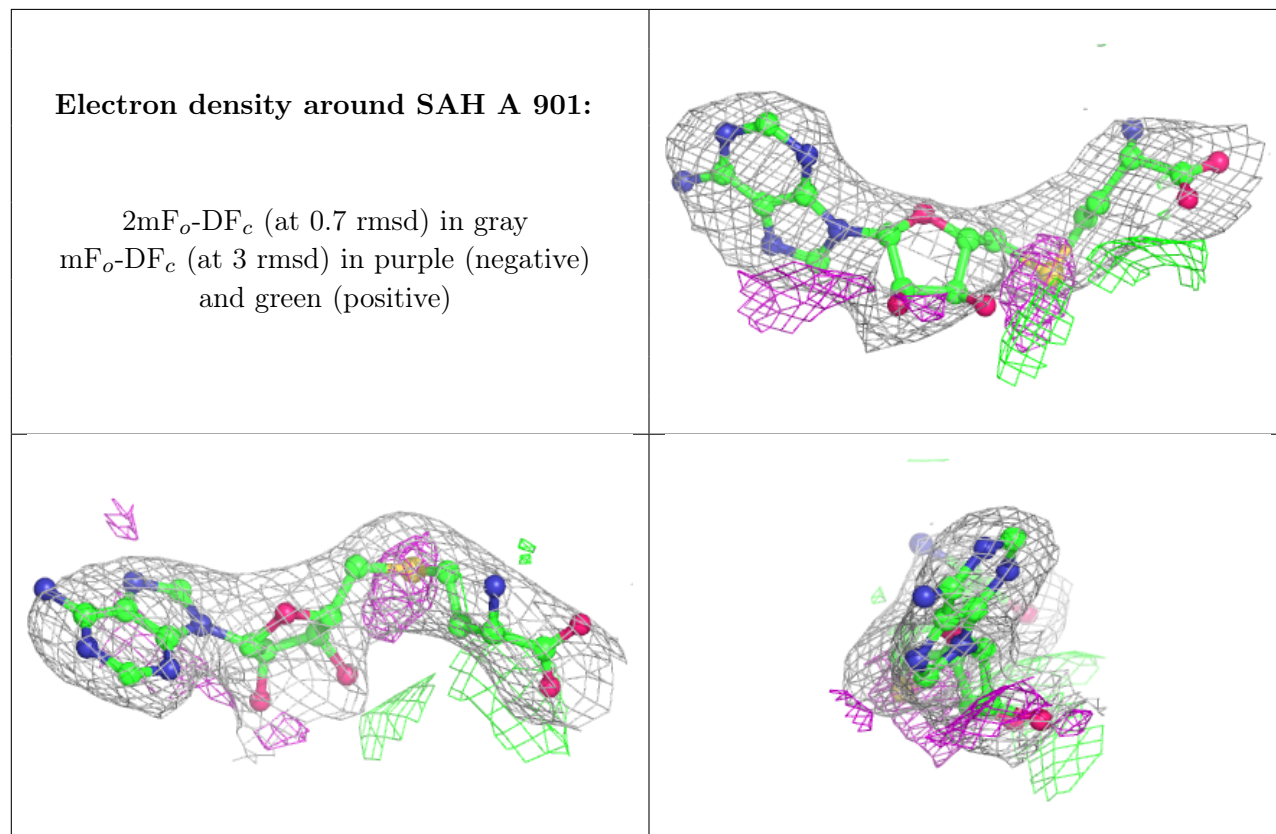 Electron density around SAH A 901:
2mFo-DFc (at 0.7 rmsd) in gray
mFo-DFc (at 3 rmsd) in purple (negative)
and green (positive)